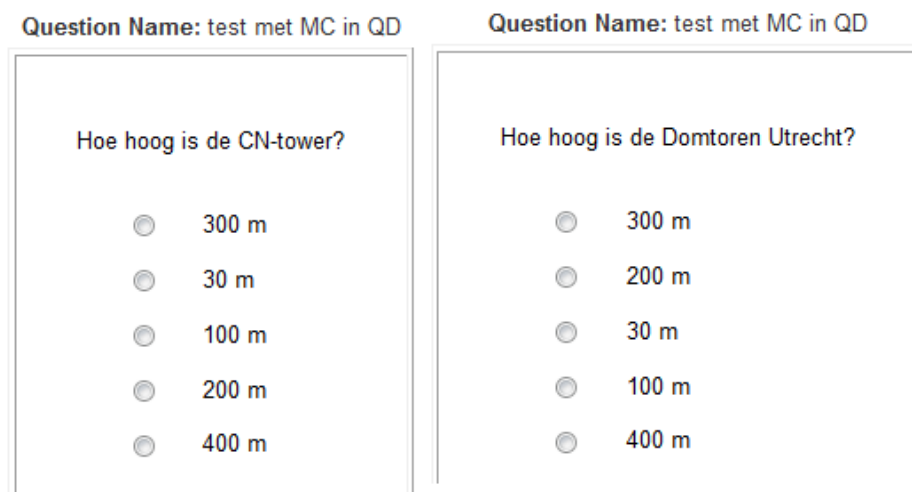 Question Name: test met MC in QD
Hoe hoog is de CN-tower?
300 m
30 m
100 m
200 m
400 m
Question Name: test met MC in QD
Hoe hoog is de Domtoren Utrecht?
300 m
200 m
30 m
100 m
400 m